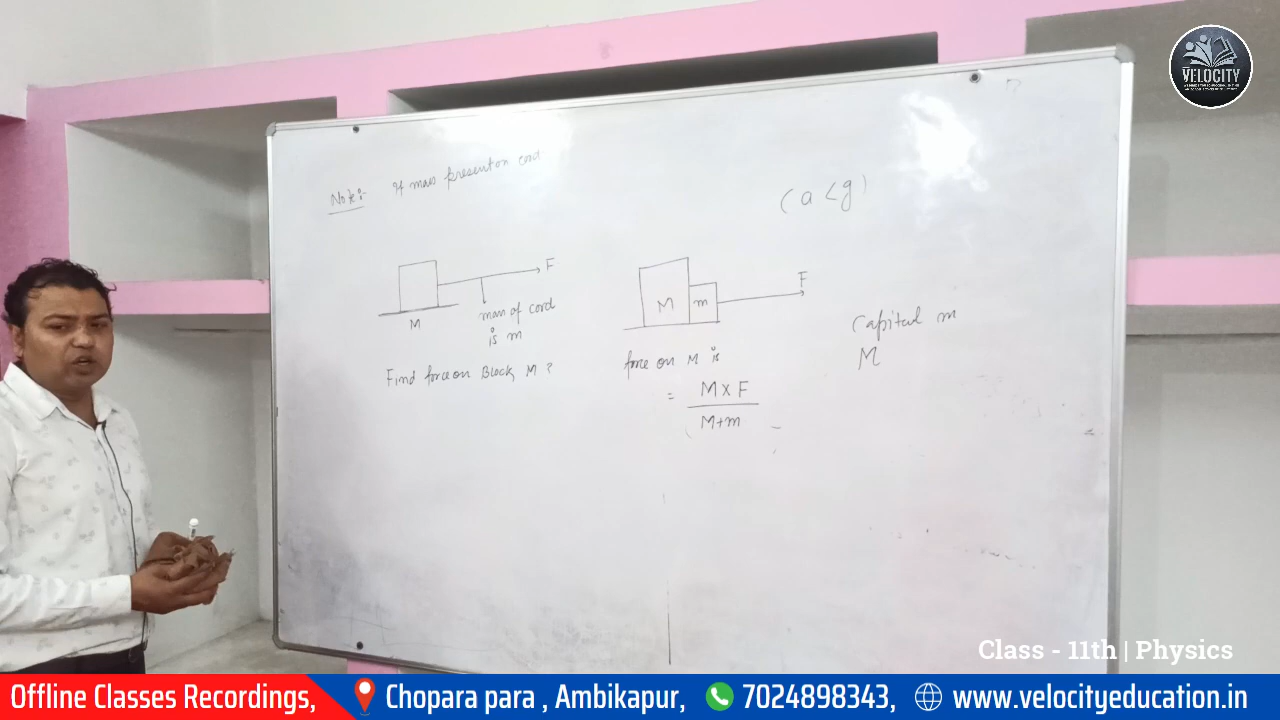 VELOCITY
Note:- If mass present on cord
(a < g)
F
M
mass of cord
is m
Find force on Block M ?
M m
F
force on M is
= M x F
M+m
Capital m
M
Class - 11th | Physics
Offline Classes Recordings, Chopara para , Ambikapur, 7024898343, www.velocityeducation.in